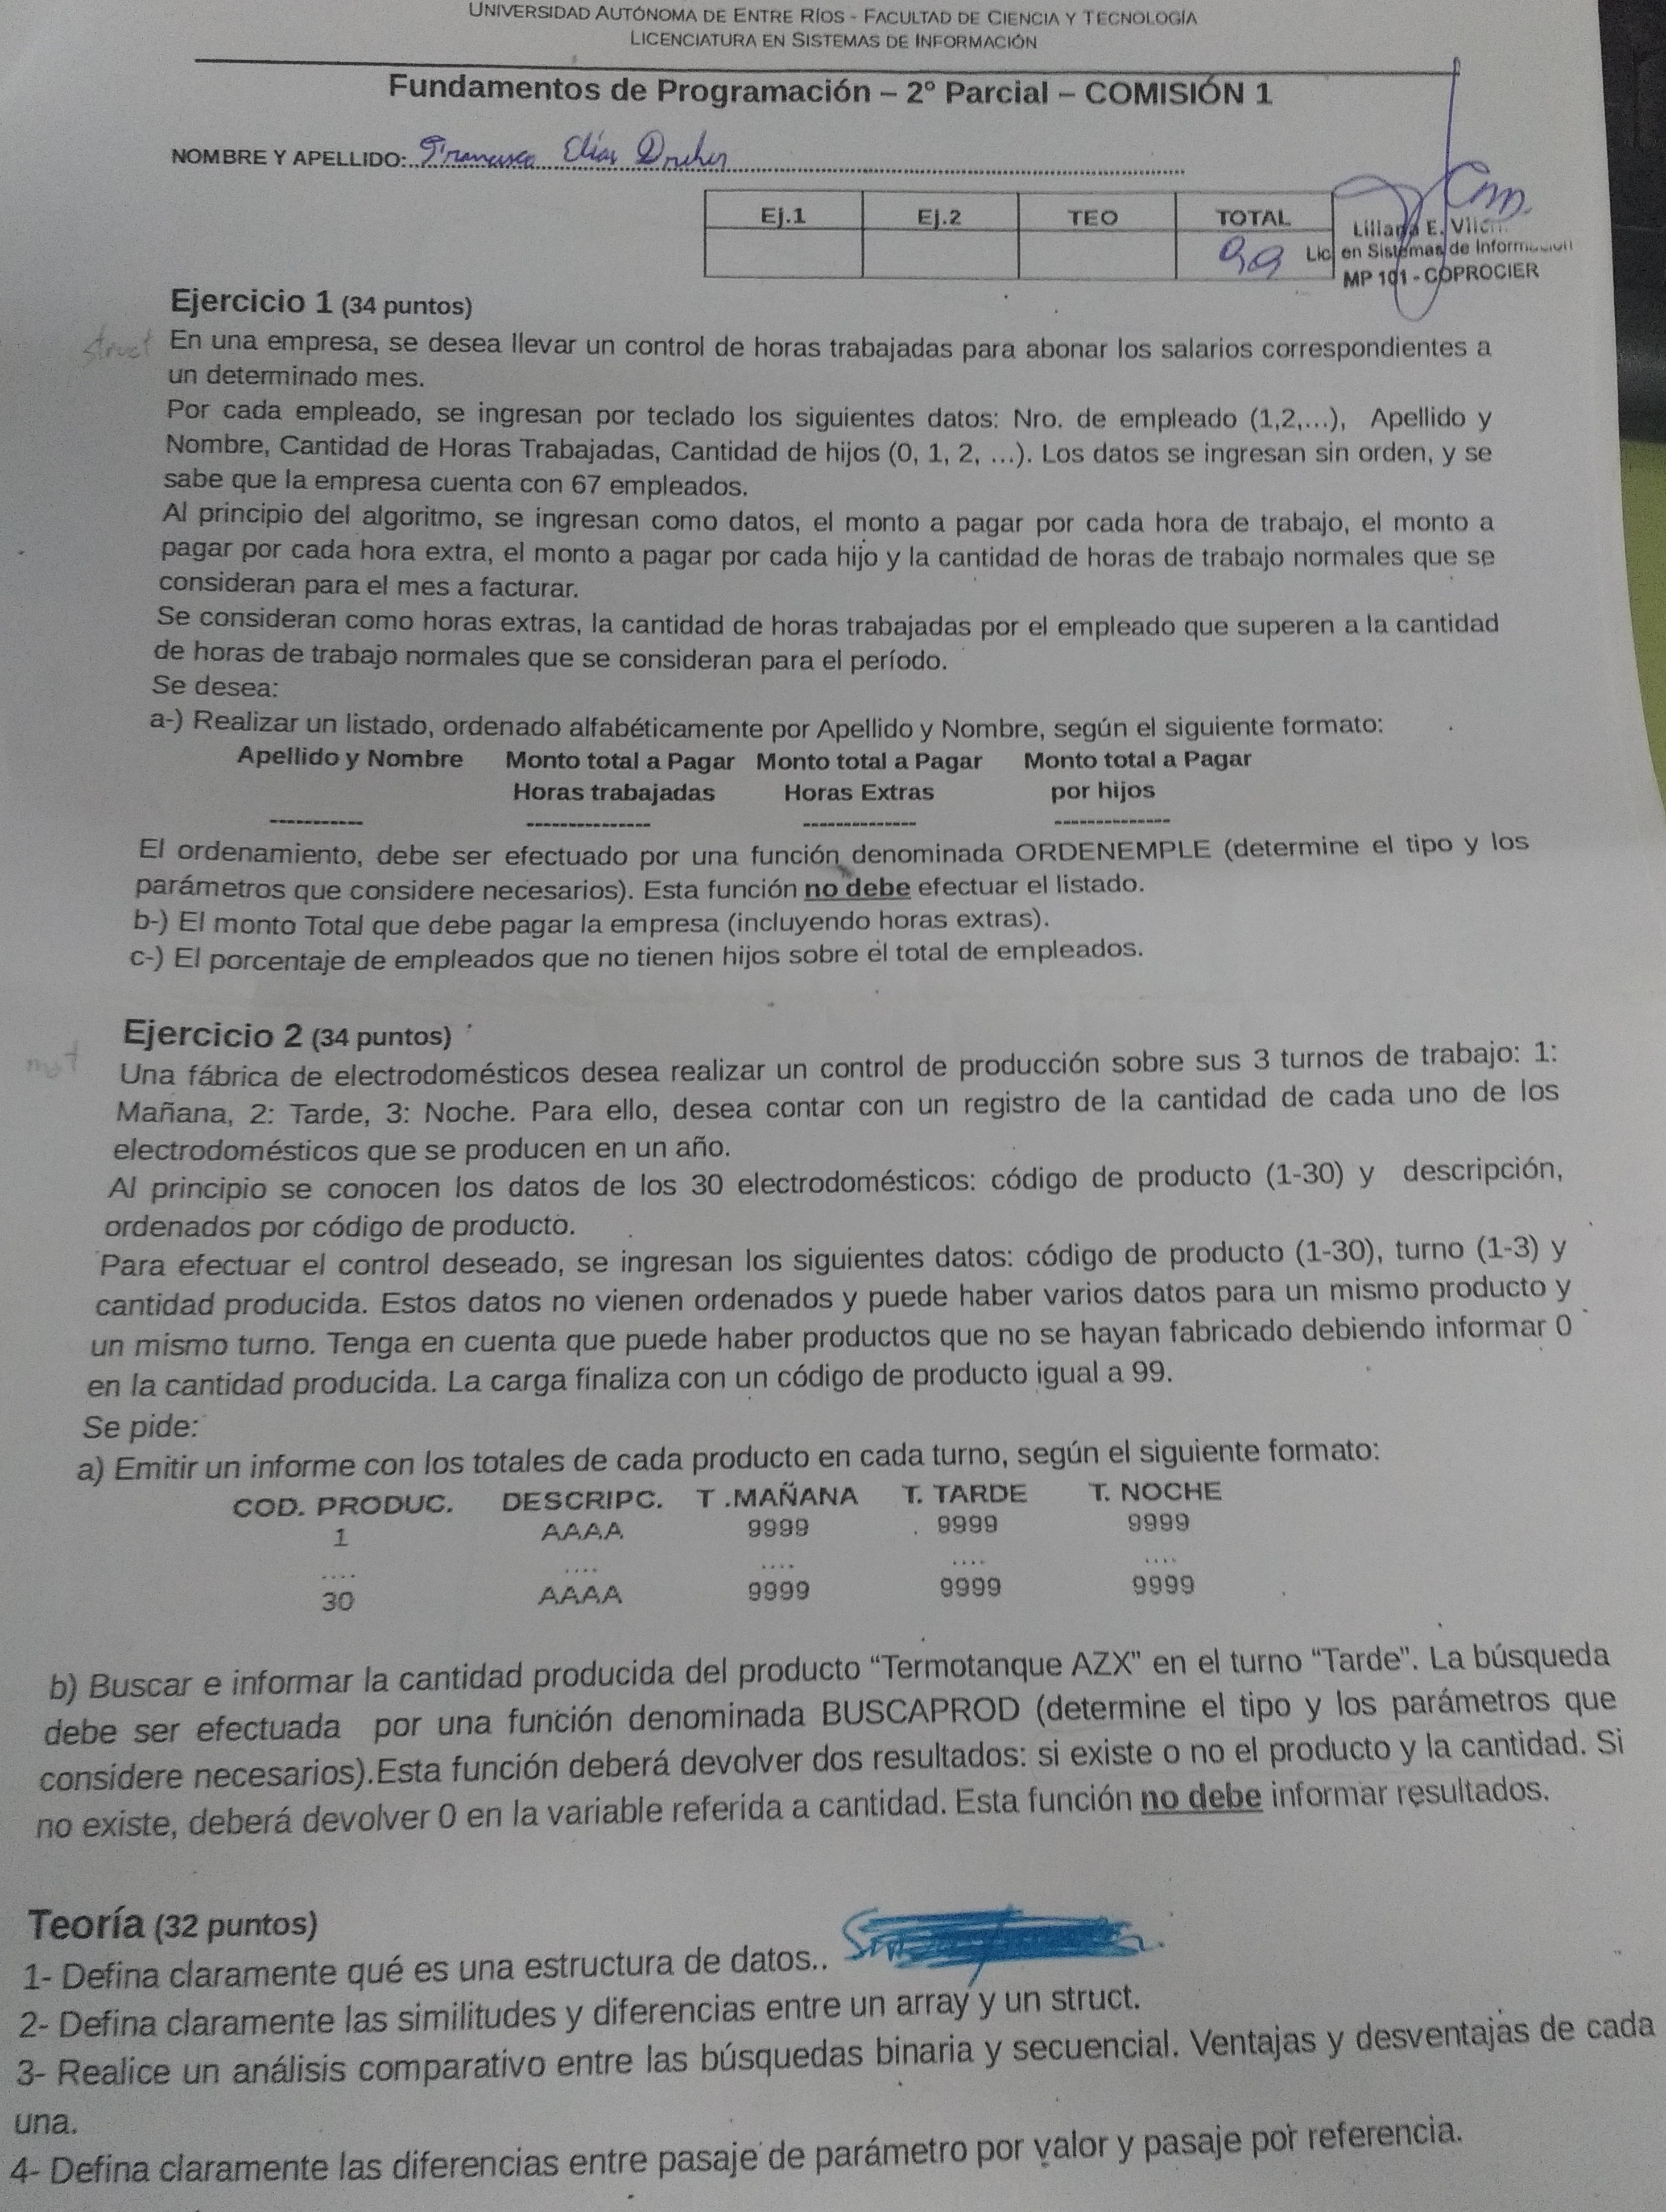 UNIVERSIDAD AUTÓNOMA DE ENTRE RÍOS - FACULTAD DE CIENCIA Y TECNOLOGÍA
LICENCIATURA EN SISTEMAS DE INFORMACIÓN
Fundamentos de Programación – 2º Parcial – COMISIÓN 1
NOMBRE Y APELLIDO: Francisco Elías Dreher
Ej.1 Ej.2 TEO TOTAL
99
Liliana E.
Lic. en Sistemas de Información
MP 101 - COPROCIER
Ejercicio 1 (34 puntos)
struct
En una empresa, se desea llevar un control de horas trabajadas para abonar los salarios correspondientes a
un determinado mes.
Por cada empleado, se ingresan por teclado los siguientes datos: Nro. de empleado (1,2,...), Apellido y
Nombre, Cantidad de Horas Trabajadas, Cantidad de hijos (0, 1, 2, ...). Los datos se ingresan sin orden, y se
sabe que la empresa cuenta con 67 empleados.
Al principio del algoritmo, se ingresan como datos, el monto a pagar por cada hora de trabajo, el monto a
pagar por cada hora extra, el monto a pagar por cada hijo y la cantidad de horas de trabajo normales que se
consideran para el mes a facturar.
Se consideran como horas extras, la cantidad de horas trabajadas por el empleado que superen a la cantidad
de horas de trabajo normales que se consideran para el período.
Se desea:
a-) Realizar un listado, ordenado alfabéticamente por Apellido y Nombre, según el siguiente formato:
Apellido y Nombre Monto total a Pagar Monto total a Pagar Monto total a Pagar
Horas trabajadas Horas Extras por hijos
----------- -------------- ------------- --------------
El ordenamiento, debe ser efectuado por una función denominada ORDENEMPLE (determine el tipo y los
parámetros que considere necesarios). Esta función no debe efectuar el listado.
b-) El monto Total que debe pagar la empresa (incluyendo horas extras).
c-) El porcentaje de empleados que no tienen hijos sobre el total de empleados.
Ejercicio 2 (34 puntos)
mat
Una fábrica de electrodomésticos desea realizar un control de producción sobre sus 3 turnos de trabajo: 1:
Mañana, 2: Tarde, 3: Noche. Para ello, desea contar con un registro de la cantidad de cada uno de los
electrodomésticos que se producen en un año.
Al principio se conocen los datos de los 30 electrodomésticos: código de producto (1-30) y descripción,
ordenados por código de producto.
Para efectuar el control deseado, se ingresan los siguientes datos: código de producto (1-30), turno (1-3) y
cantidad producida. Estos datos no vienen ordenados y puede haber varios datos para un mismo producto y
un mismo turno. Tenga en cuenta que puede haber productos que no se hayan fabricado debiendo informar 0
en la cantidad producida. La carga finaliza con un código de producto igual a 99.
Se pide:
a) Emitir un informe con los totales de cada producto en cada turno, según el siguiente formato:
COD. PRODUC. DESCRIPC. T .MAÑANA T. TARDE T. NOCHE
1 AAAA 9999 9999 9999
.... .... .... .... ....
30 AAAA 9999 9999 9999
b) Buscar e informar la cantidad producida del producto “Termotanque AZX” en el turno “Tarde”. La búsqueda
debe ser efectuada por una función denominada BUSCAPROD (determine el tipo y los parámetros que
considere necesarios).Esta función deberá devolver dos resultados: si existe o no el producto y la cantidad. Si
no existe, deberá devolver 0 en la variable referida a cantidad. Esta función no debe informar resultados.
Teoría (32 puntos)
1- Defina claramente qué es una estructura de datos..
2- Defina claramente las similitudes y diferencias entre un array y un struct.
3- Realice un análisis comparativo entre las búsquedas binaria y secuencial. Ventajas y desventajas de cada
una.
4- Defina claramente las diferencias entre pasaje de parámetro por valor y pasaje por referencia.